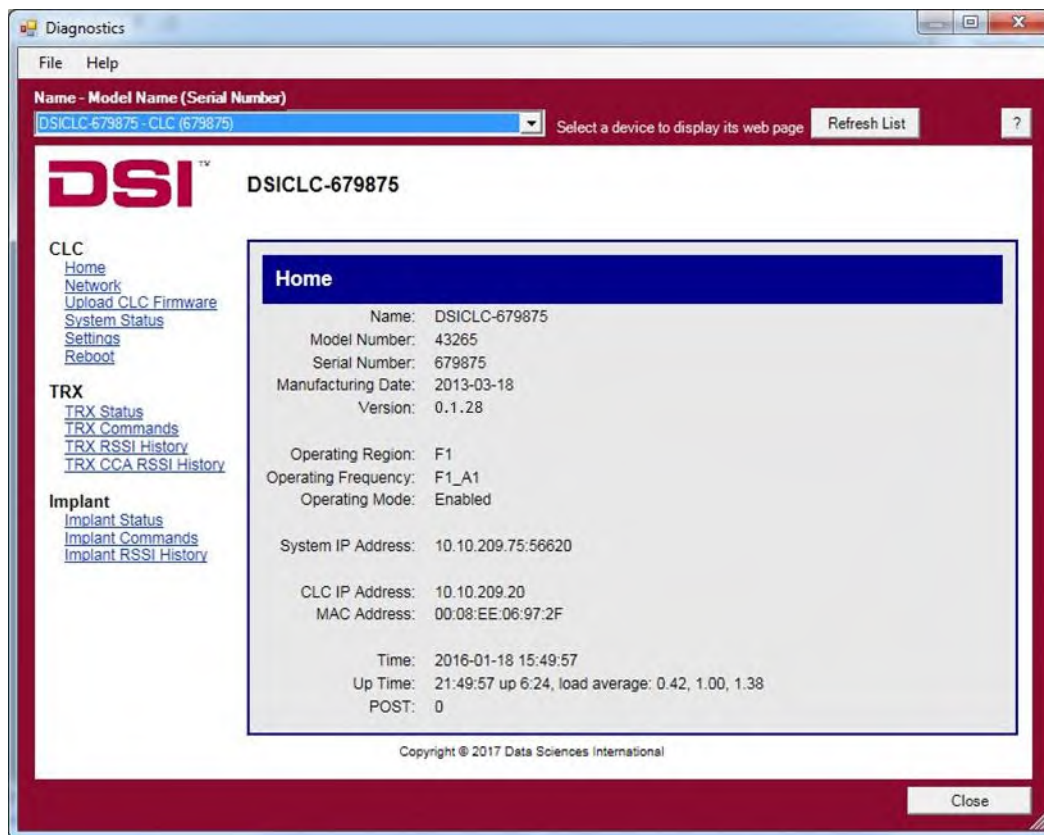 Diagnostics
File Help
Name - Model Name (Serial Number)
DSICLC-679875 - CLC (679875)
Select a device to display its web page
Refresh List
?
DSI™
DSICLC-679875
CLC
Home
Network
Upload CLC Firmware
System Status
Settings
Reboot
TRX
TRX Status
TRX Commands
TRX RSSI History
TRX CCA RSSI History
Implant
Implant Status
Implant Commands
Implant RSSI History
Home
Name: DSICLC-679875
Model Number: 43265
Serial Number: 679875
Manufacturing Date: 2013-03-18
Version: 0.1.28
Operating Region: F1
Operating Frequency: F1_A1
Operating Mode: Enabled
System IP Address: 10.10.209.75:56620
CLC IP Address: 10.10.209.20
MAC Address: 00:08:EE:06:97:2F
Time: 2016-01-18 15:49:57
Up Time: 21:49:57 up 6:24, load average: 0.42, 1.00, 1.38
POST: 0
Copyright © 2017 Data Sciences International
Close